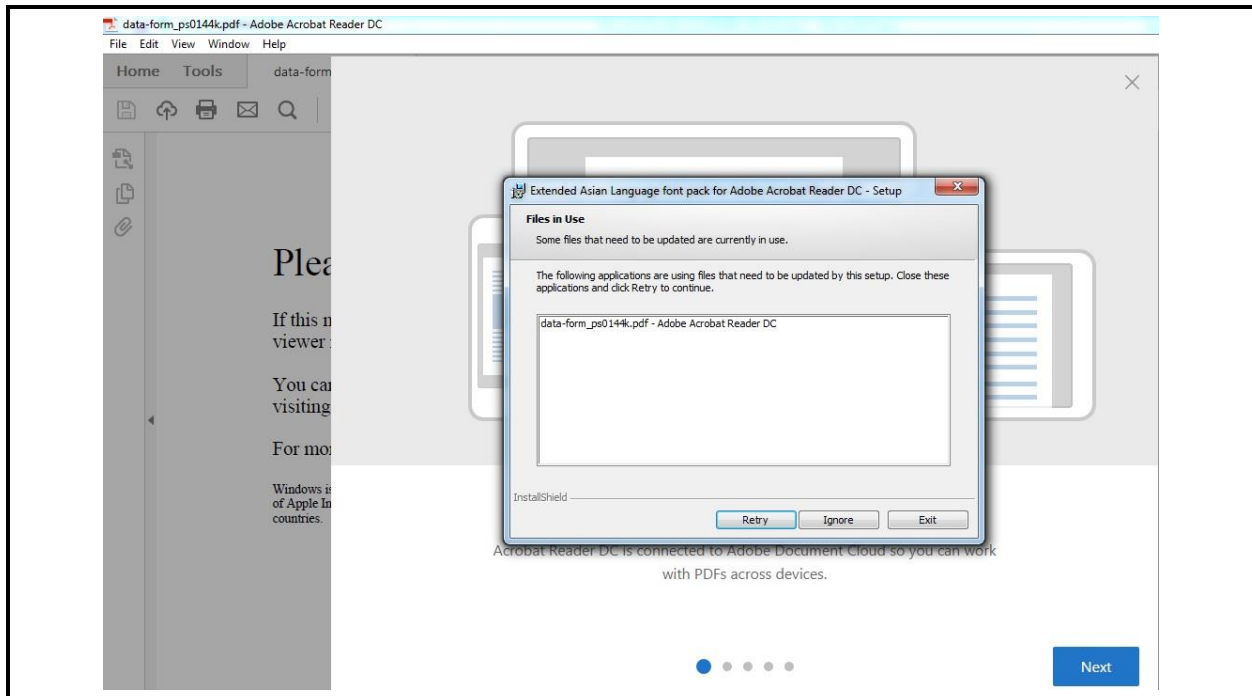 data-form_ps0144k.pdf - Adobe Acrobat Reader DC
File Edit View Window Help
Home Tools data-form
Plea
If this m
viewer
You can
visiting
For mor
Windows is
of Apple In
countries.
Extended Asian Language font pack for Adobe Acrobat Reader DC - Setup
Files in Use
Some files that need to be updated are currently in use.
The following applications are using files that need to be updated by this setup. Close these
applications and click Retry to continue.
data-form_ps0144k.pdf - Adobe Acrobat Reader DC
InstallShield
Retry Ignore Exit
Acrobat Reader DC is connected to Adobe Document Cloud so you can work
with PDFs across devices.
Next